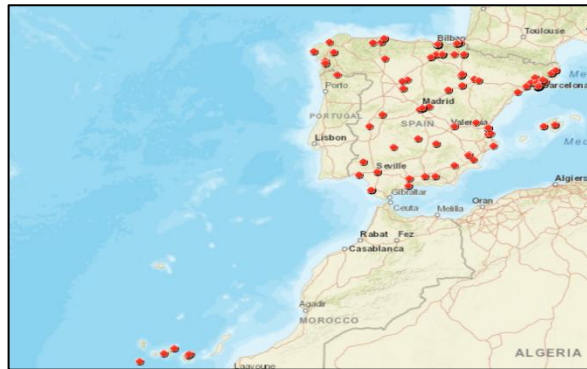 Toulouse
Bilbao
Porto
Barcelona
PORTUGAL
Madrid
SPAIN
Valencia
Lisbon
Seville
Algiers
Gibraltar
Ceuta
Melilla
Oran
Rabat
Fez
Casablanca
Agadir
MOROCCO
ALGERIA
Laayoune